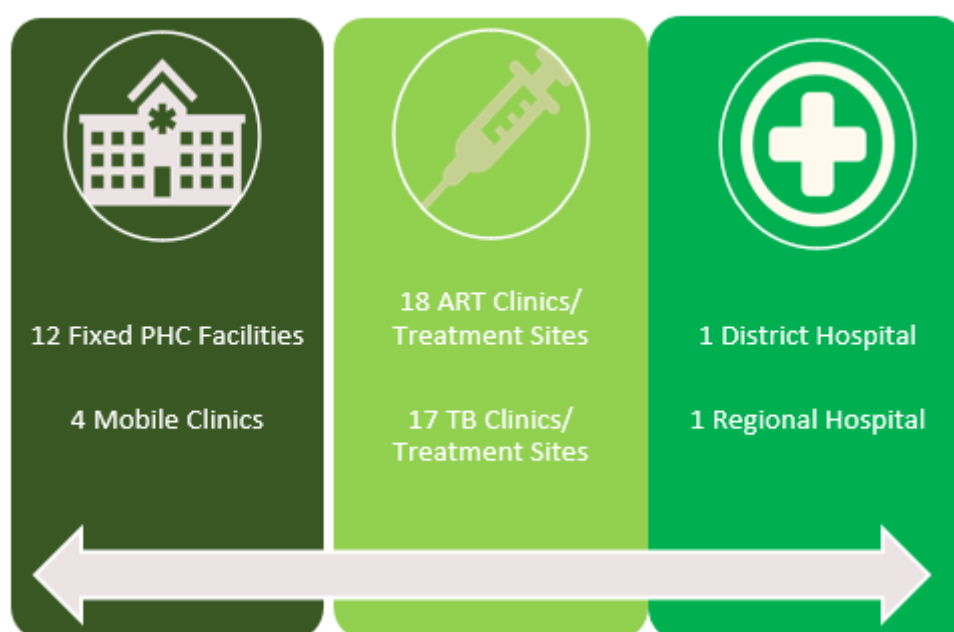 12 Fixed PHC Facilities
4 Mobile Clinics
18 ART Clinics/
Treatment Sites
17 TB Clinics/
Treatment Sites
1 District Hospital
1 Regional Hospital